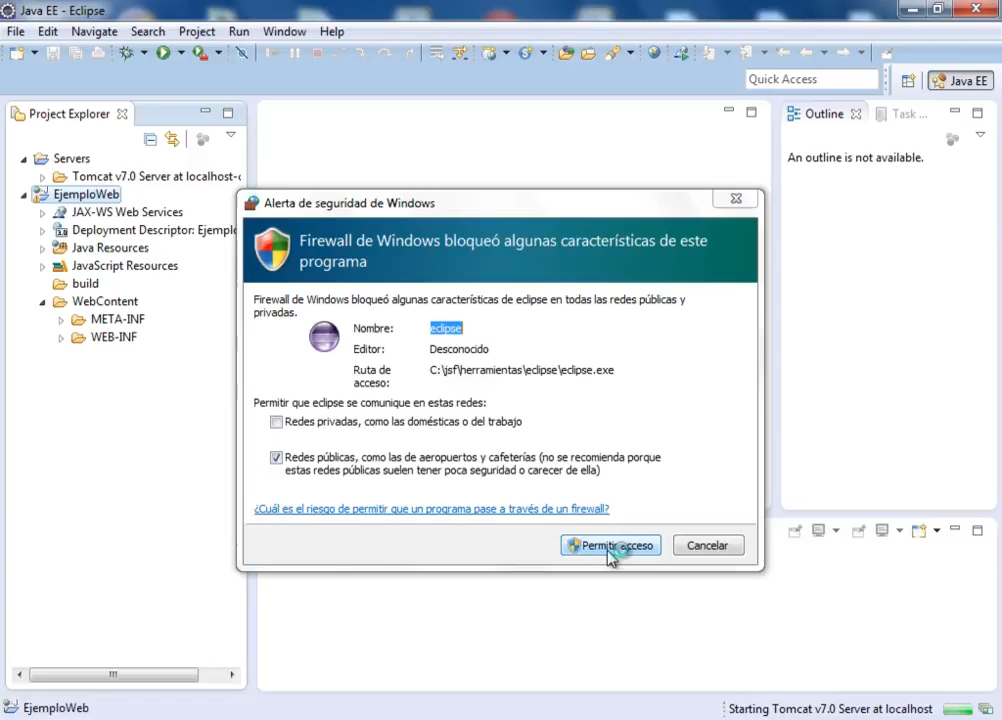 Java EE - Eclipse
File Edit Navigate Search Project Run Window Help
Quick Access
Java EE
Project Explorer
Servers
Tomcat v7.0 Server at localhost-
EjemploWeb
JAX-WS Web Services
Deployment Descriptor: Ejemplo
Java Resources
JavaScript Resources
build
WebContent
META-INF
WEB-INF
Outline
Task ...
An outline is not available.
Alerta de seguridad de Windows
Firewall de Windows bloqueó algunas características de este
programa
Firewall de Windows bloqueó algunas características de eclipse en todas las redes públicas y
privadas.
Nombre: eclipse
Editor: Desconocido
Ruta de
acceso:
C:\jsf\herramientas\eclipse\eclipse.exe
Permitir que eclipse se comunique en estas redes:
Redes privadas, como las domésticas o del trabajo
Redes públicas, como las de aeropuertos y cafeterías (no se recomienda porque
estas redes públicas suelen tener poca seguridad o carecer de ella)
¿Cuál es el riesgo de permitir que un programa pase a través de un firewall?
Permitir acceso
Cancelar
EjemploWeb
Starting Tomcat v7.0 Server at localhost